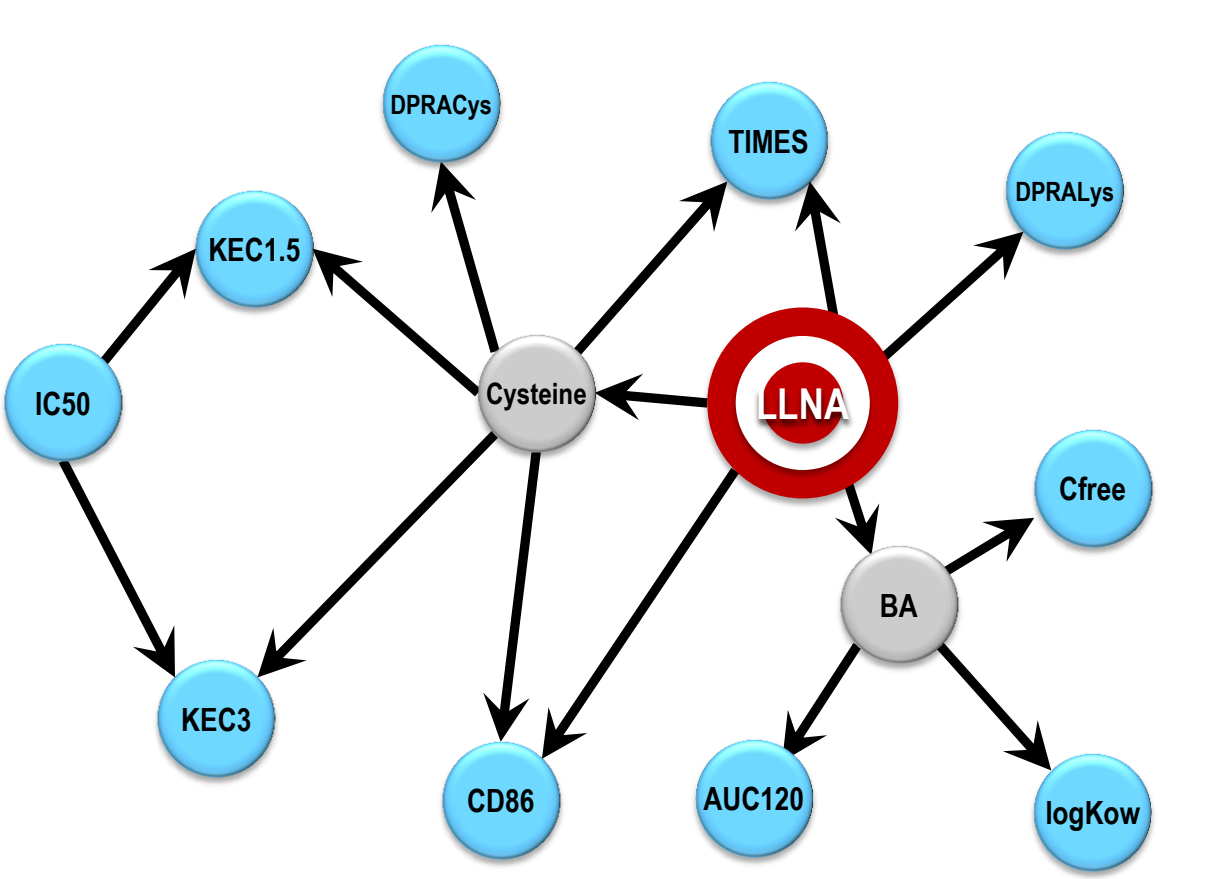 DPRACys
TIMES
DPRALys
KEC1.5
Cysteine
IC50
LLNA
Cfree
BA
KEC3
CD86
AUC120
logKow